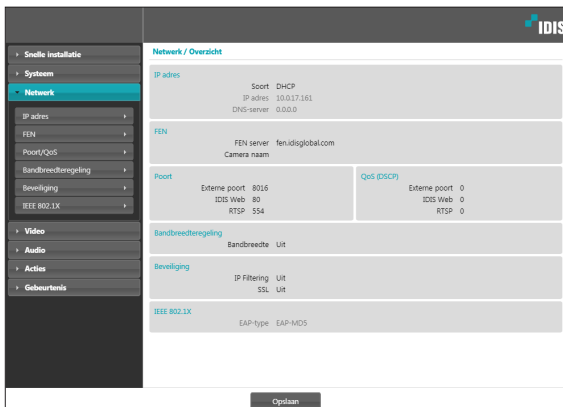 IDIS
Snelle installatie
Systeem
Netwerk
IP adres
FEN
Poort/QoS
Bandbreedteregeling
Beveiliging
IEEE 802.1X
Video
Audio
Acties
Gebeurtenis
Netwerk / Overzicht
IP adres
Soort DHCP
IP adres 10.0.17.161
DNS-server 0.0.0.0
FEN
FEN server fen.idisglobal.com
Camera naam
Poort
Externe poort 8016
IDIS Web 80
RTSP 554
QoS (DSCP)
Externe poort 0
IDIS Web 0
RTSP 0
Bandbreedteregeling
Bandbreedte Uit
Beveiliging
IP Filtering Uit
SSL Uit
IEEE 802.1X
EAP-type EAP-MD5
Opslaan